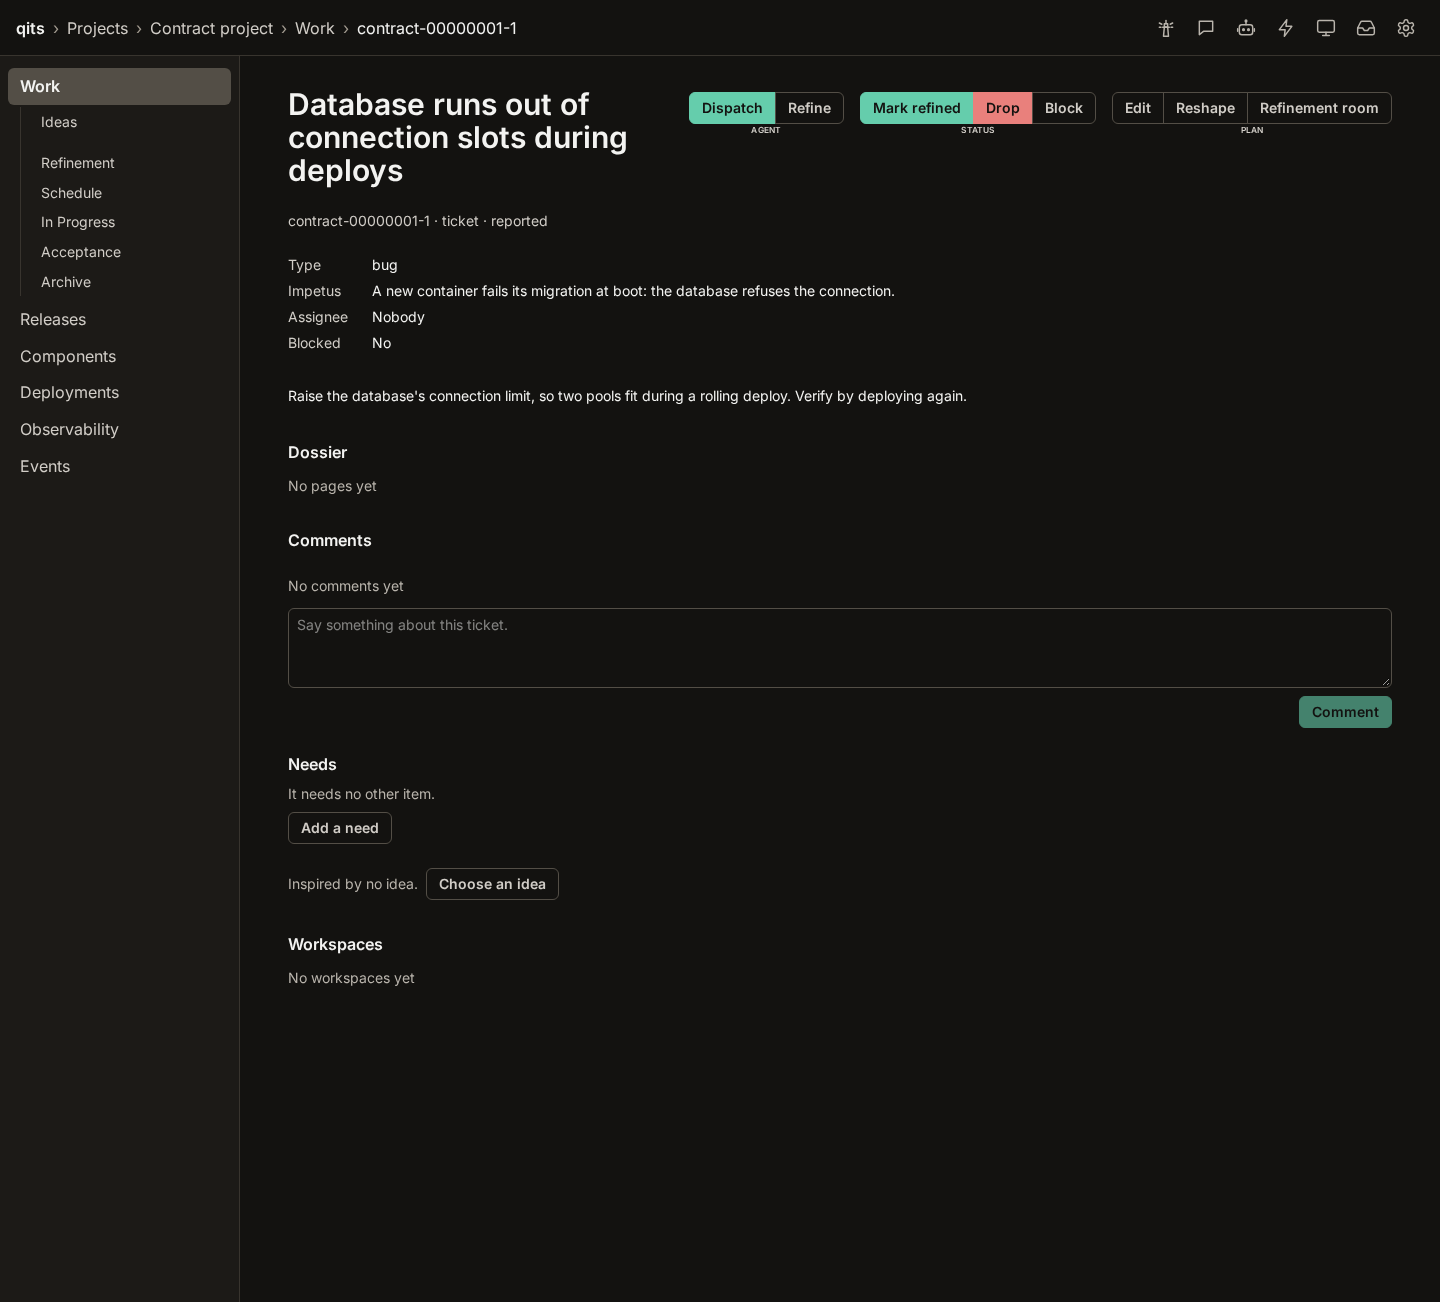 qits › Projects › Contract project › Work › contract-00000001-1
Work
Ideas
Refinement
Schedule
In Progress
Acceptance
Archive
Releases
Components
Deployments
Observability
Events
Database runs out of
connection slots during
deploys
Dispatch Refine
AGENT
Mark refined Drop Block
STATUS
Edit Reshape Refinement room
PLAN
contract-00000001-1 · ticket · reported
Type bug
Impetus A new container fails its migration at boot: the database refuses the connection.
Assignee Nobody
Blocked No
Raise the database's connection limit, so two pools fit during a rolling deploy. Verify by deploying again.
Dossier
No pages yet
Comments
No comments yet
Say something about this ticket.
Comment
Needs
It needs no other item.
Add a need
Inspired by no idea. Choose an idea
Workspaces
No workspaces yet